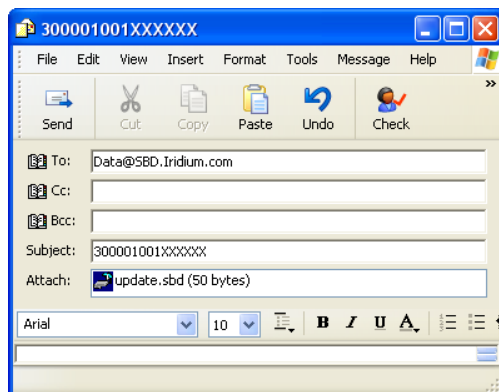 300001001XXXXXX
File Edit View Insert Format Tools Message Help
Send Cut Copy Paste Undo Check
To: Data@SBD.Iridium.com
Cc:
Bcc:
Subject: 300001001XXXXXX
Attach: update.sbd (50 bytes)
Arial 10 B I U A